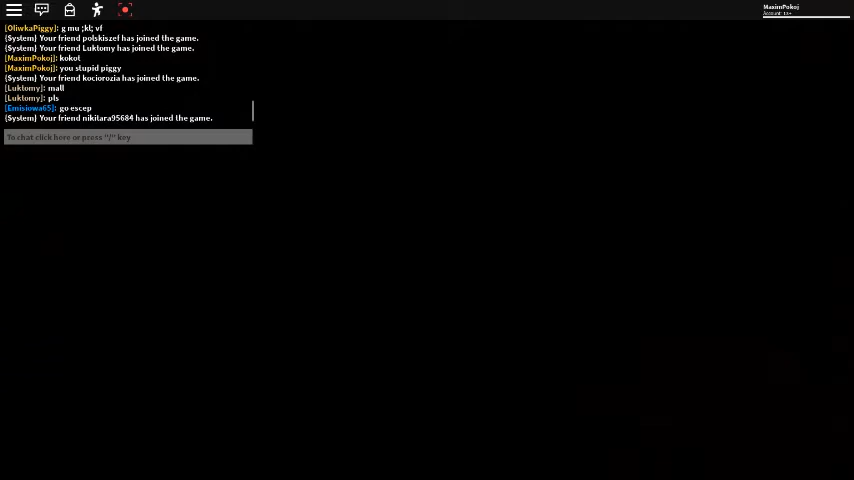 MaximPokoj
Account: 13+
[OliwkaPiggy]: g mu ;kl; vf
{System} Your friend polskiszef has joined the game.
{System} Your friend Luktomy has joined the game.
[MaximPokoj]: kokot
[MaximPokoj]: you stupid piggy
{System} Your friend kociorozia has joined the game.
[Luktomy]: mall
[Luktomy]: pls
[Emisiowa65]: go escep
{System} Your friend nikitara95684 has joined the game.
To chat click here or press "/" key